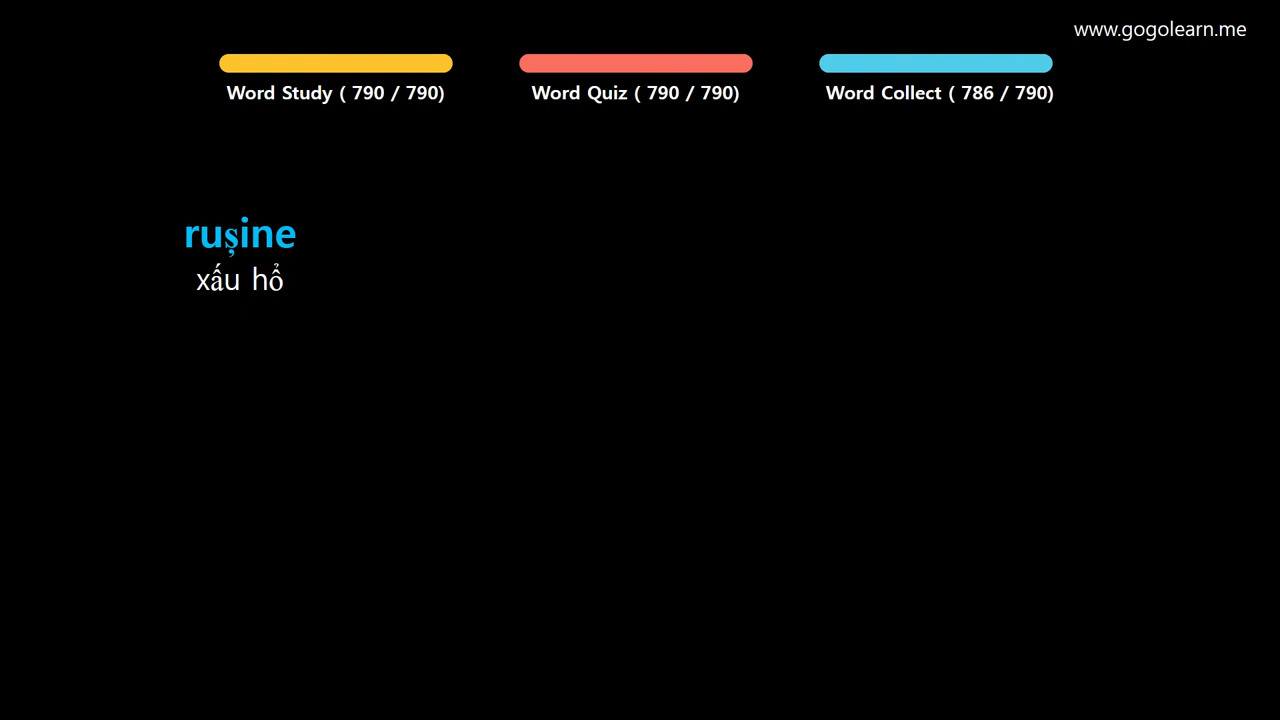 www.gogolearn.me
Word Study ( 790 / 790)
Word Quiz ( 790 / 790)
Word Collect ( 786 / 790)
rușine
xấu hổ